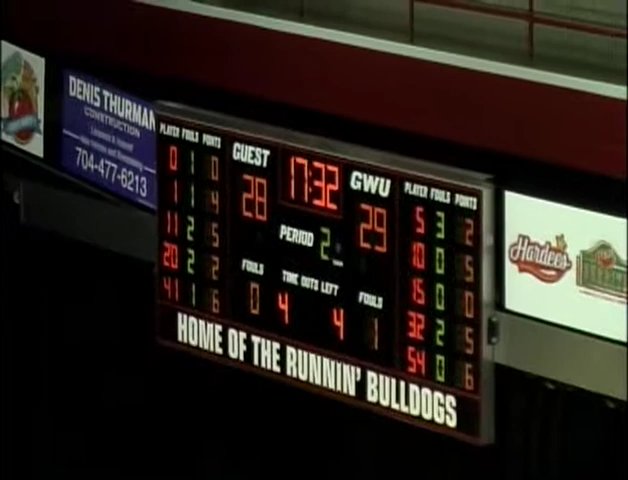 DENIS THURMAN
CONSTRUCTION
704-477-6213
PLAYER FOULS POINTS
0 1 0
1 1 4
11 2 5
20 2 2
41 1 6
GUEST 17:32 GWU
28 29
PERIOD 2
FOULS TIME OUTS LEFT FOULS
0 4 4 1
PLAYER FOULS POINTS
5 3 2
10 0 5
15 0 0
32 2 5
54 0 6
HOME OF THE RUNNIN' BULLDOGS
Hardee's